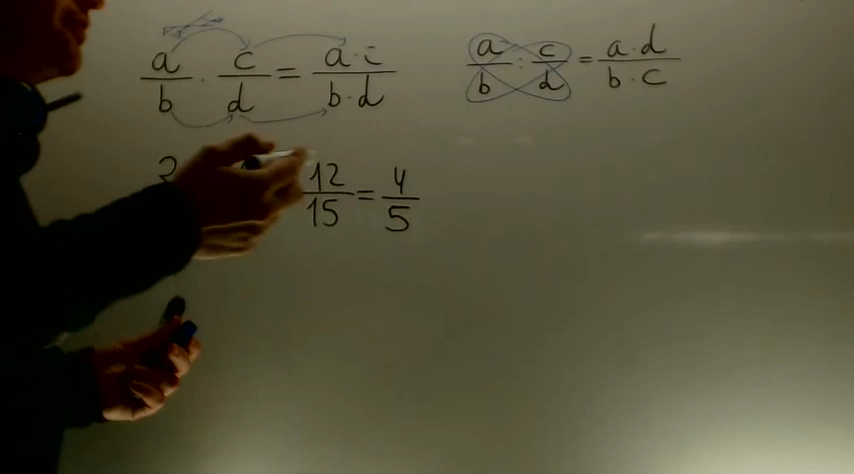 a/b · c/d = a·c/b·d
a/b : c/d = a·d/b·c
12/15 = 4/5